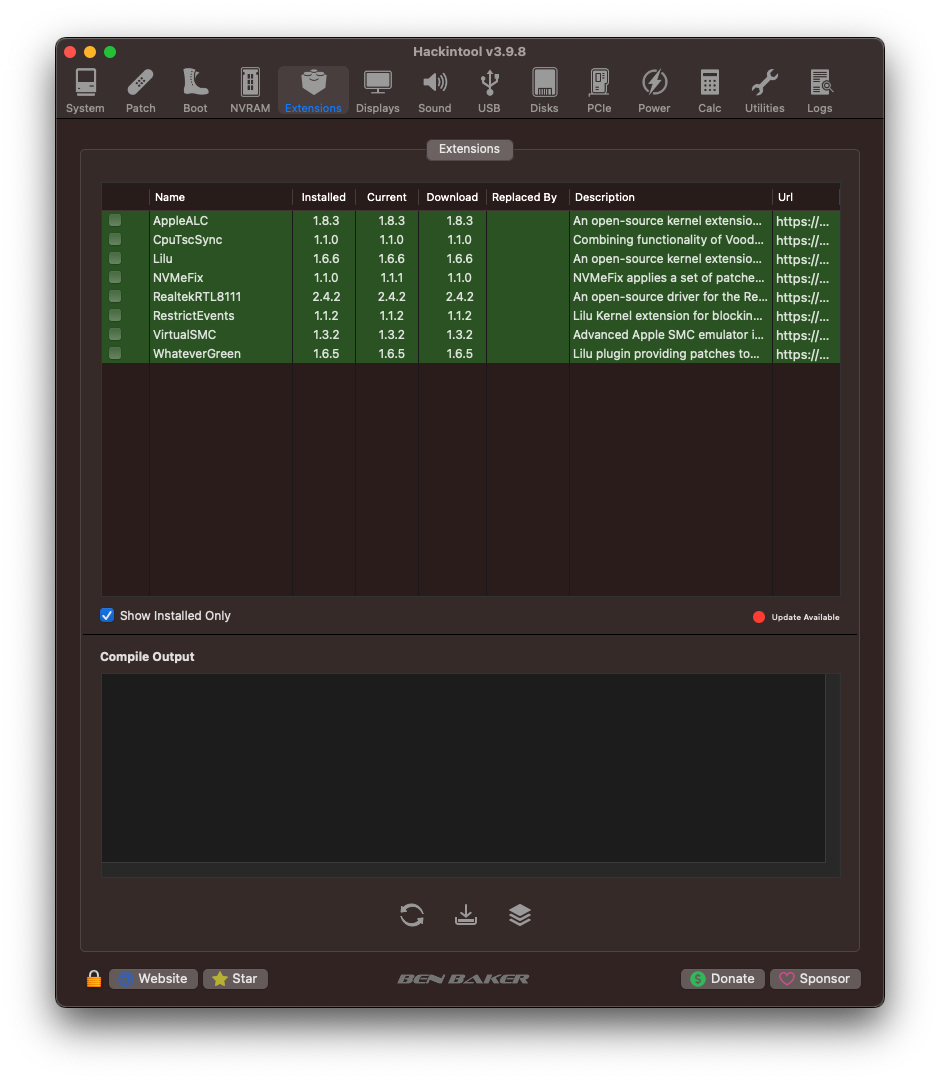 Hackintool v3.9.8
System Patch Boot NVRAM Extensions Displays Sound USB Disks PCIe Power Calc Utilities Logs
Extensions
Name Installed Current Download Replaced By Description Url
AppleALC 1.8.3 1.8.3 1.8.3 An open-source kernel extensio... https://...
CpuTscSync 1.1.0 1.1.0 1.1.0 Combining functionality of Vood... https://...
Lilu 1.6.6 1.6.6 1.6.6 An open-source kernel extensio... https://...
NVMeFix 1.1.0 1.1.1 1.1.0 NVMeFix applies a set of patche... https://...
RealtekRTL8111 2.4.2 2.4.2 2.4.2 An open-source driver for the Re... https://...
RestrictEvents 1.1.2 1.1.2 1.1.2 Lilu Kernel extension for blockin... https://...
VirtualSMC 1.3.2 1.3.2 1.3.2 Advanced Apple SMC emulator i... https://...
WhateverGreen 1.6.5 1.6.5 1.6.5 Lilu plugin providing patches to... https://...
Show Installed Only Update Available
Compile Output
Website Star BEN BAKER Donate Sponsor